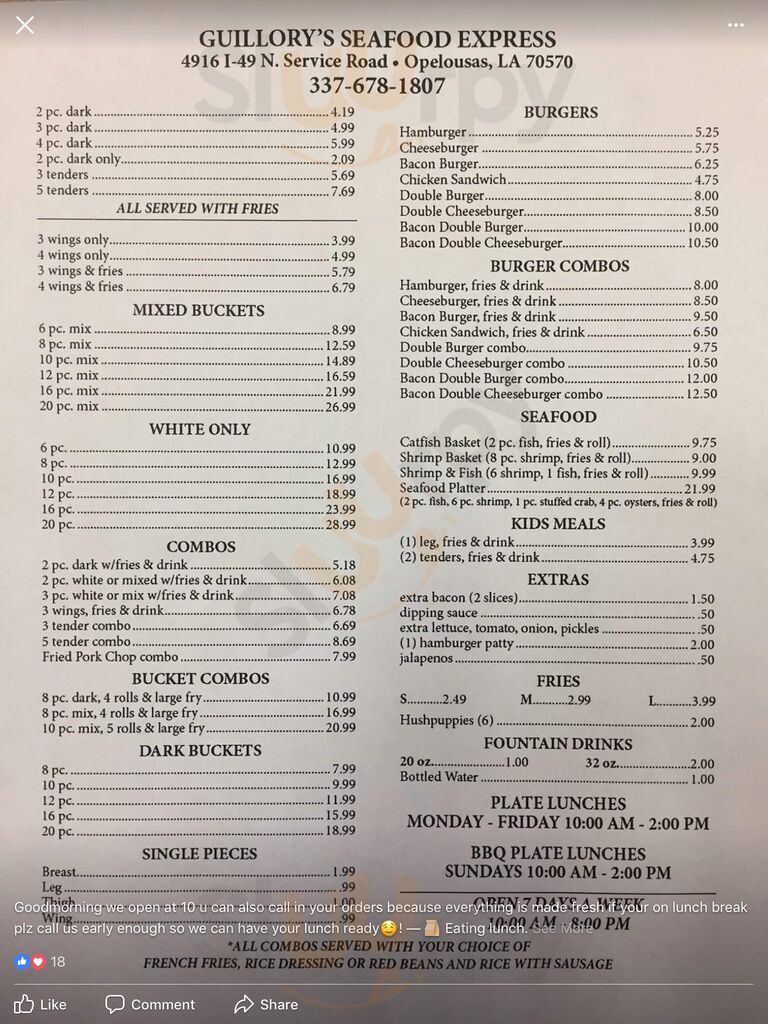 GUILLORY'S SEAFOOD EXPRESS
4916 I-49 N. Service Road • Opelousas, LA 70570
337-678-1807
2 pc. dark 4.19
3 pc. dark 4.99
4 pc. dark 5.99
2 pc. dark only 2.09
3 tenders 5.69
5 tenders 7.69
ALL SERVED WITH FRIES
3 wings only 3.99
4 wings only 4.99
3 wings & fries 5.79
4 wings & fries 6.79
MIXED BUCKETS
6 pc. mix 8.99
8 pc. mix 12.59
10 pc. mix 14.89
12 pc. mix 16.59
16 pc. mix 21.99
20 pc. mix 26.99
WHITE ONLY
6 pc. 10.99
8 pc. 12.99
10 pc. 16.99
12 pc. 18.99
16 pc. 23.99
20 pc. 28.99
COMBOS
2 pc. dark w/fries & drink 5.18
2 pc. white or mixed w/fries & drink 6.08
3 pc. white or mix w/fries & drink 7.08
3 wings, fries & drink 6.78
3 tender combo 6.69
5 tender combo 8.69
Fried Pork Chop combo 7.99
BUCKET COMBOS
8 pc. dark, 4 rolls & large fry 10.99
8 pc. mix, 4 rolls & large fry 16.99
10 pc. mix, 5 rolls & large fry 20.99
DARK BUCKETS
8 pc. 7.99
10 pc. 9.99
12 pc. 11.99
16 pc. 15.99
20 pc. 18.99
SINGLE PIECES
Breast 1.99
Leg .99
Thigh 1.00
Wing .99
BURGERS
Hamburger 5.25
Cheeseburger 5.75
Bacon Burger 6.25
Chicken Sandwich 4.75
Double Burger 8.00
Double Cheeseburger 8.50
Bacon Double Burger 10.00
Bacon Double Cheeseburger 10.50
BURGER COMBOS
Hamburger, fries & drink 8.00
Cheeseburger, fries & drink 8.50
Bacon Burger, fries & drink 9.50
Chicken Sandwich, fries & drink 6.50
Double Burger combo 9.75
Double Cheeseburger combo 10.50
Bacon Double Burger combo 12.00
Bacon Double Cheeseburger combo 12.50
SEAFOOD
Catfish Basket (2 pc. fish, fries & roll) 9.75
Shrimp Basket (8 pc. shrimp, fries & roll) 9.00
Shrimp & Fish (6 shrimp, 1 fish, fries & roll) 9.99
Seafood Platter 21.99
(2 pc. fish, 6 pc. shrimp, 1 pc. stuffed crab, 4 pc. oysters, fries & roll)
KIDS MEALS
(1) leg, fries & drink 3.99
(2) tenders, fries & drink 4.75
EXTRAS
extra bacon (2 slices) 1.50
dipping sauce .50
extra lettuce, tomato, onion, pickles .50
(1) hamburger patty 2.00
jalapenos .50
FRIES
S 2.49 M 2.99 L 3.99
Hushpuppies (6) 2.00
FOUNTAIN DRINKS
20 oz. 1.00 32 oz. 2.00
Bottled Water 1.00
PLATE LUNCHES
MONDAY - FRIDAY 10:00 AM - 2:00 PM
BBQ PLATE LUNCHES
SUNDAYS 10:00 AM - 2:00 PM
OPEN 7 DAYS A WEEK
10:00 AM - 8:00 PM
*ALL COMBOS SERVED WITH YOUR CHOICE OF
FRENCH FRIES, RICE DRESSING OR RED BEANS AND RICE WITH SAUSAGE
Goodmorning we open at 10 u can also call in your orders because everything is made fresh if your on lunch break
plz call us early enough so we can have your lunch ready😋! — 🥪 Eating lunch. See More
18
Like Comment Share
sluurpy
sluurpy